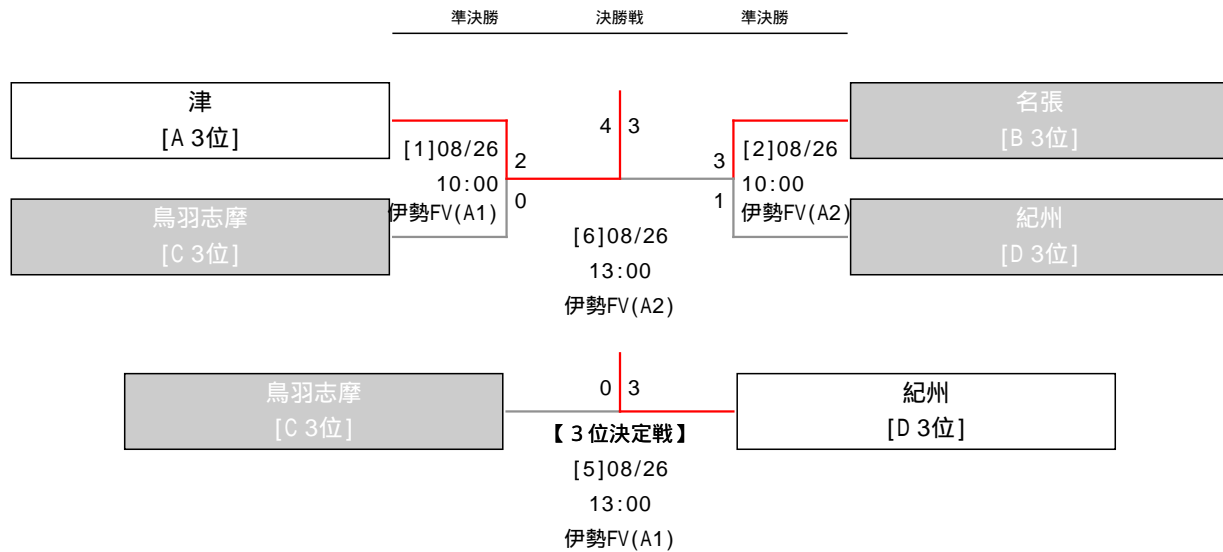 準決勝 決勝戦 準決勝
津
[A 3位]
名張
[B 3位]
4 3
[1]08/26
10:00
伊勢FV(A1)
2
0
3
1
[2]08/26
10:00
伊勢FV(A2)
鳥羽志摩
[C 3位]
紀州
[D 3位]
[6]08/26
13:00
伊勢FV(A2)
鳥羽志摩
[C 3位]
0 3
紀州
[D 3位]
【３位決定戦】
[5]08/26
13:00
伊勢FV(A1)